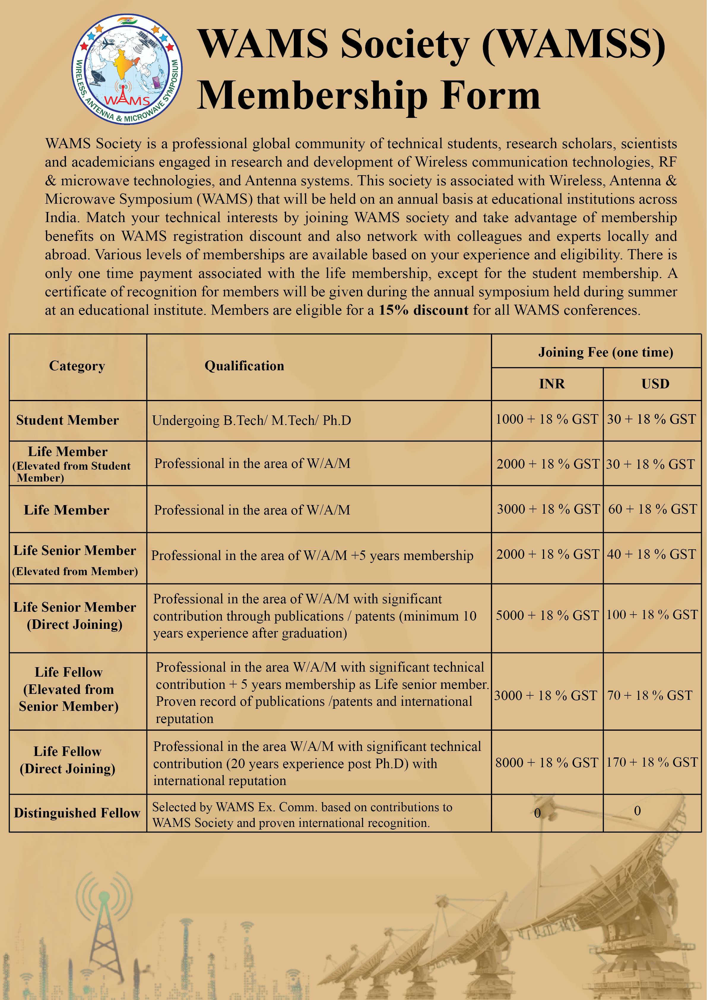 WIRELESS, ANTENNA & MICROWAVE SYMPOSIUM
WAMS
WAMS Society (WAMSS)
Membership Form
WAMS Society is a professional global community of technical students, research scholars, scientists
and academicians engaged in research and development of Wireless communication technologies, RF
& microwave technologies, and Antenna systems. This society is associated with Wireless, Antenna &
Microwave Symposium (WAMS) that will be held on an annual basis at educational institutions across
India. Match your technical interests by joining WAMS society and take advantage of membership
benefits on WAMS registration discount and also network with colleagues and experts locally and
abroad. Various levels of memberships are available based on your experience and eligibility. There is
only one time payment associated with the life membership, except for the student membership. A
certificate of recognition for members will be given during the annual symposium held during summer
at an educational institute. Members are eligible for a 15% discount for all WAMS conferences.
Category
Qualification
Joining Fee (one time)
INR
USD
Student Member
Undergoing B.Tech/ M.Tech/ Ph.D
1000 + 18 % GST
30 + 18 % GST
Life Member
(Elevated from Student
Member)
Professional in the area of W/A/M
2000 + 18 % GST
30 + 18 % GST
Life Member
Professional in the area of W/A/M
3000 + 18 % GST
60 + 18 % GST
Life Senior Member
(Elevated from Member)
Professional in the area of W/A/M +5 years membership
2000 + 18 % GST
40 + 18 % GST
Life Senior Member
(Direct Joining)
Professional in the area of W/A/M with significant
contribution through publications / patents (minimum 10
years experience after graduation)
5000 + 18 % GST
100 + 18 % GST
Life Fellow
(Elevated from
Senior Member)
Professional in the area W/A/M with significant technical
contribution + 5 years membership as Life senior member.
Proven record of publications /patents and international
reputation
3000 + 18 % GST
70 + 18 % GST
Life Fellow
(Direct Joining)
Professional in the area W/A/M with significant technical
contribution (20 years experience post Ph.D) with
international reputation
8000 + 18 % GST
170 + 18 % GST
Distinguished Fellow
Selected by WAMS Ex. Comm. based on contributions to
WAMS Society and proven international recognition.
0
0